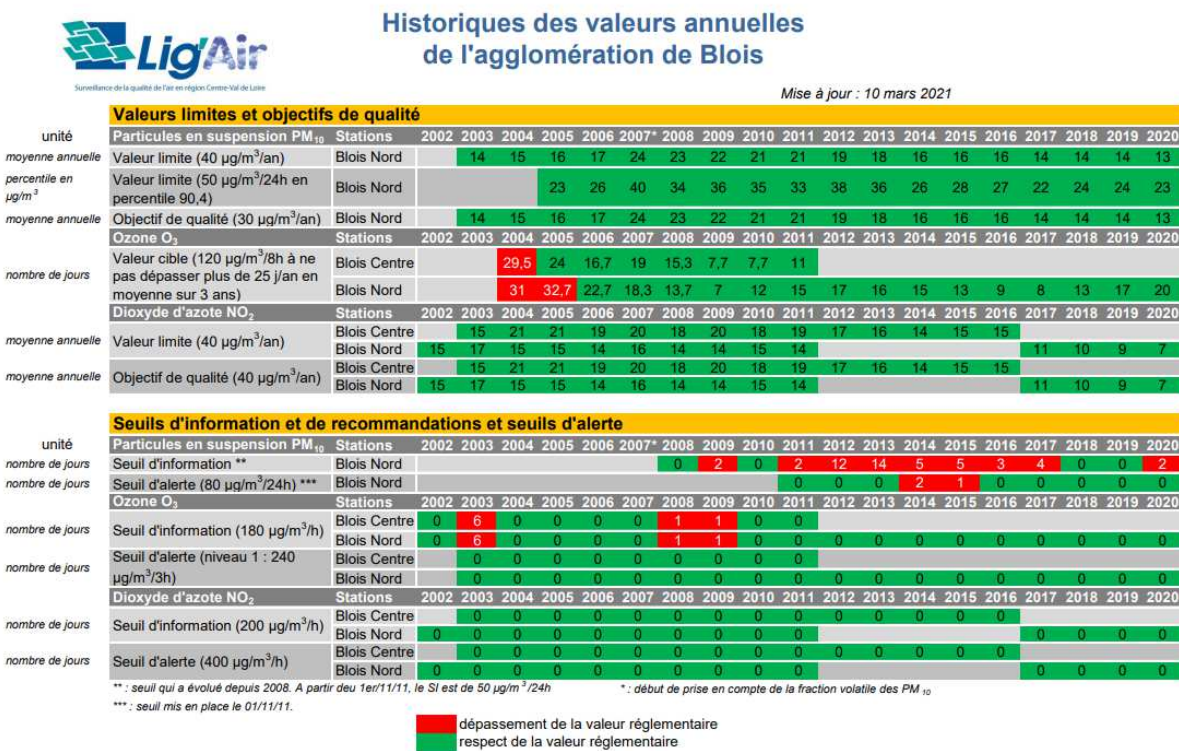 Lig'Air
Surveillance de la qualité de l'air en région Centre-Val de Loire
Historiques des valeurs annuelles
de l'agglomération de Blois
Mise à jour : 10 mars 2021
Valeurs limites et objectifs de qualité
unité Particules en suspension PM10 Stations 2002 2003 2004 2005 2006 2007* 2008 2009 2010 2011 2012 2013 2014 2015 2016 2017 2018 2019 2020
moyenne annuelle Valeur limite (40 µg/m³/an) Blois Nord 14 15 16 17 24 23 22 21 21 19 18 16 16 16 14 14 14 13
percentile en
µg/m³
Valeur limite (50 µg/m³/24h en
percentile 90,4)
Blois Nord 23 26 40 34 36 35 33 38 36 26 28 27 22 24 24 23
moyenne annuelle Objectif de qualité (30 µg/m³/an) Blois Nord 14 15 16 17 24 23 22 21 21 19 18 16 16 16 14 14 14 13
Ozone O3 Stations 2002 2003 2004 2005 2006 2007 2008 2009 2010 2011 2012 2013 2014 2015 2016 2017 2018 2019 2020
nombre de jours
Valeur cible (120 µg/m³/8h à ne
pas dépasser plus de 25 j/an en
moyenne sur 3 ans)
Blois Centre 29,5 24 16,7 19 15,3 7,7 7,7 11
Blois Nord 31 32,7 22,7 18,3 13,7 7 12 15 17 16 15 13 9 8 13 17 20
Dioxyde d'azote NO2 Stations 2002 2003 2004 2005 2006 2007 2008 2009 2010 2011 2012 2013 2014 2015 2016 2017 2018 2019 2020
moyenne annuelle Valeur limite (40 µg/m³/an)
Blois Centre 15 21 21 19 20 18 20 18 19 17 16 14 15 15
Blois Nord 15 17 15 15 14 16 14 14 15 14 11 10 9 7
moyenne annuelle Objectif de qualité (40 µg/m³/an)
Blois Centre 15 21 21 19 20 18 20 18 19 17 16 14 15 15
Blois Nord 15 17 15 15 14 16 14 14 15 14 11 10 9 7
Seuils d'information et de recommandations et seuils d'alerte
unité Particules en suspension PM10 Stations 2002 2003 2004 2005 2006 2007* 2008 2009 2010 2011 2012 2013 2014 2015 2016 2017 2018 2019 2020
nombre de jours Seuil d'information ** Blois Nord 0 2 0 2 12 14 5 5 3 4 0 0 2
nombre de jours Seuil d'alerte (80 µg/m³/24h) *** Blois Nord 0 0 0 2 1 0 0 0 0 0
Ozone O3 Stations 2002 2003 2004 2005 2006 2007 2008 2009 2010 2011 2012 2013 2014 2015 2016 2017 2018 2019 2020
nombre de jours Seuil d'information (180 µg/m³/h)
Blois Centre 0 6 0 0 0 0 1 1 0 0
Blois Nord 0 6 0 0 0 0 1 1 0 0 0 0 0 0 0 0 0 0 0
nombre de jours
Seuil d'alerte (niveau 1 : 240
µg/m³/3h)
Blois Centre 0 0 0 0 0 0 0 0 0
Blois Nord 0 0 0 0 0 0 0 0 0 0 0 0 0 0 0 0 0 0
Dioxyde d'azote NO2 Stations 2002 2003 2004 2005 2006 2007 2008 2009 2010 2011 2012 2013 2014 2015 2016 2017 2018 2019 2020
nombre de jours Seuil d'information (200 µg/m³/h)
Blois Centre 0 0 0 0 0 0 0 0 0 0 0 0 0 0
Blois Nord 0 0 0 0 0 0 0 0 0 0 0 0 0 0
nombre de jours Seuil d'alerte (400 µg/m³/h)
Blois Centre 0 0 0 0 0 0 0 0 0 0 0 0 0 0
Blois Nord 0 0 0 0 0 0 0 0 0 0 0 0 0 0
** : seuil qui a évolué depuis 2008. A partir deu 1er/11/11, le SI est de 50 µg/m³/24h * : début de prise en compte de la fraction volatile des PM10
*** : seuil mis en place le 01/11/11.
dépassement de la valeur réglementaire
respect de la valeur réglementaire